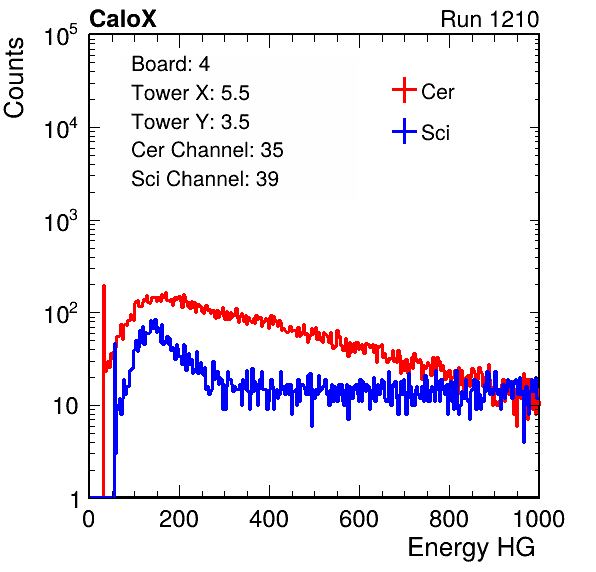 CaloX Run 1210
Counts
Board: 4
Tower X: 5.5
Tower Y: 3.5
Cer Channel: 35
Sci Channel: 39
Cer
Sci
10^5
10^4
10^3
10^2
10
1
0 200 400 600 800 1000
Energy HG